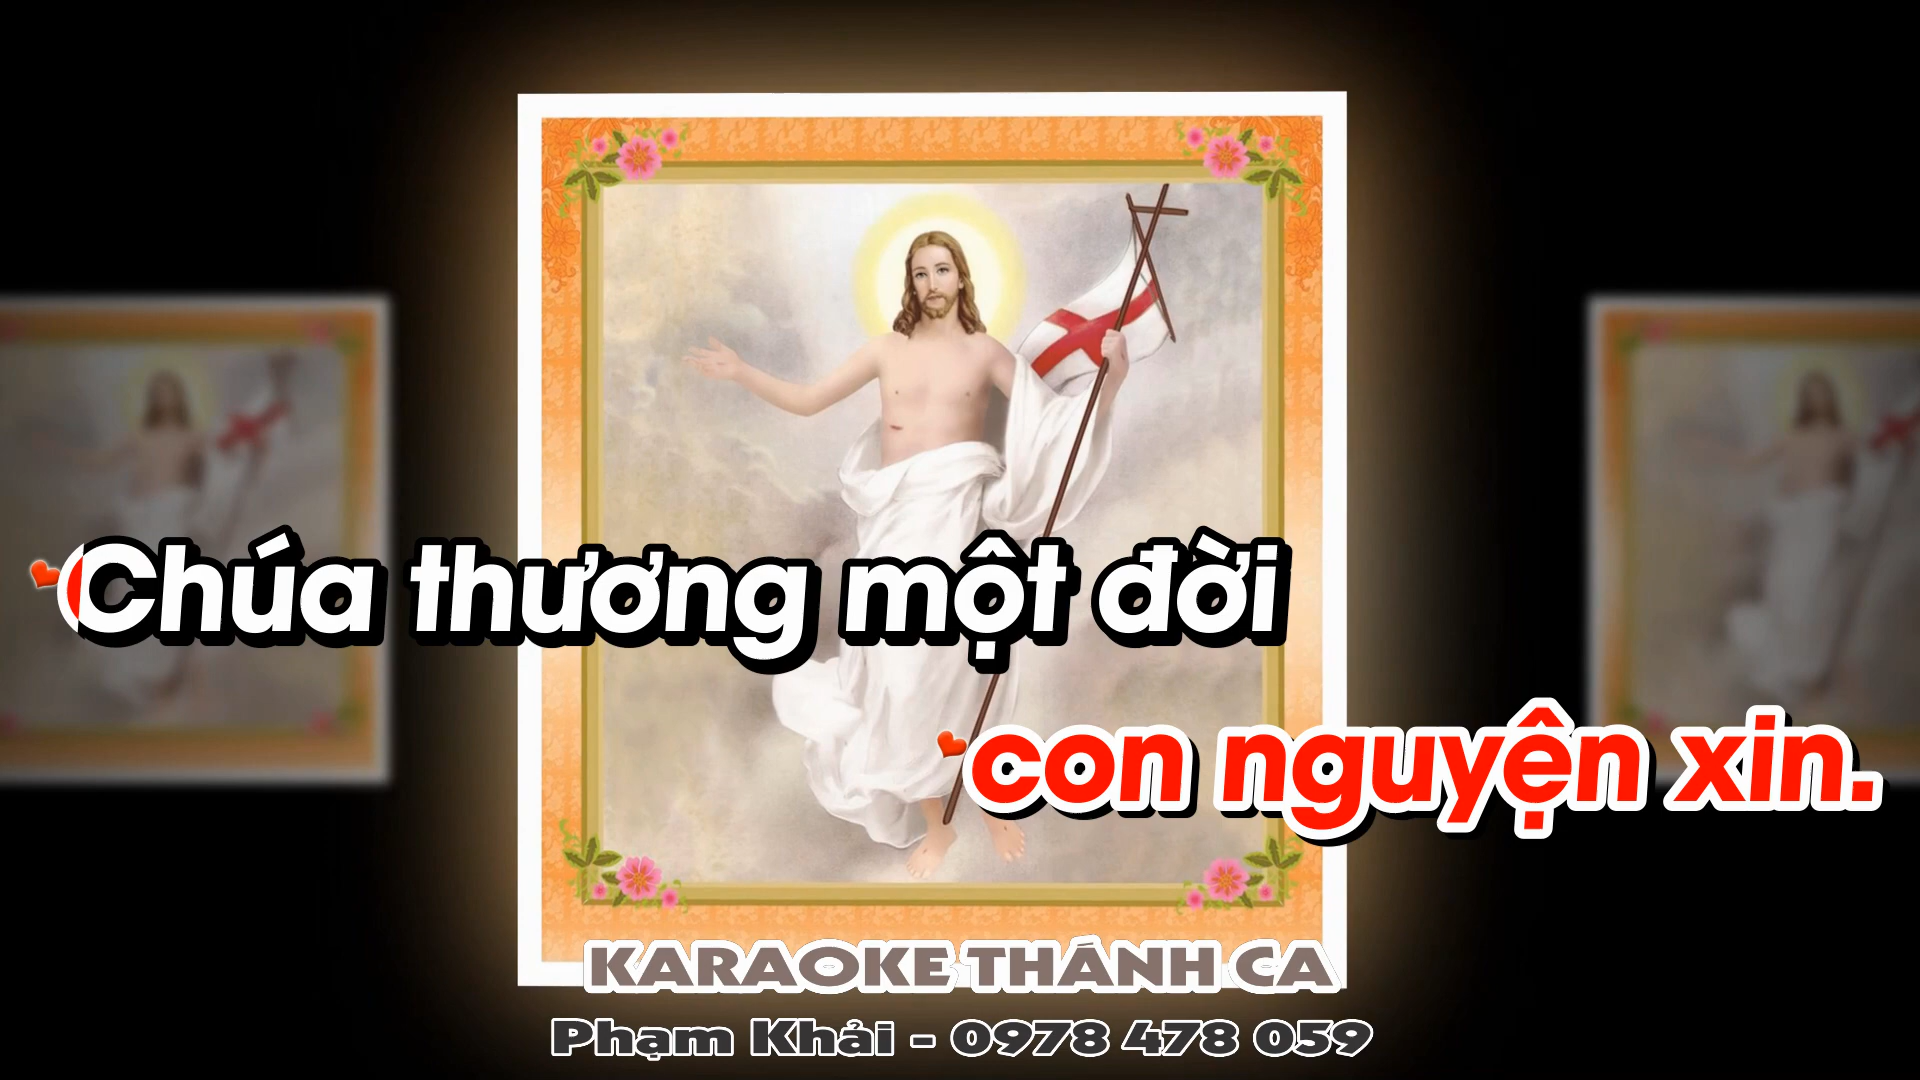 Chúa thương một đời
con nguyện xin.
KARAOKE THÁNH CA
Phạm Khải - 0978 478 059